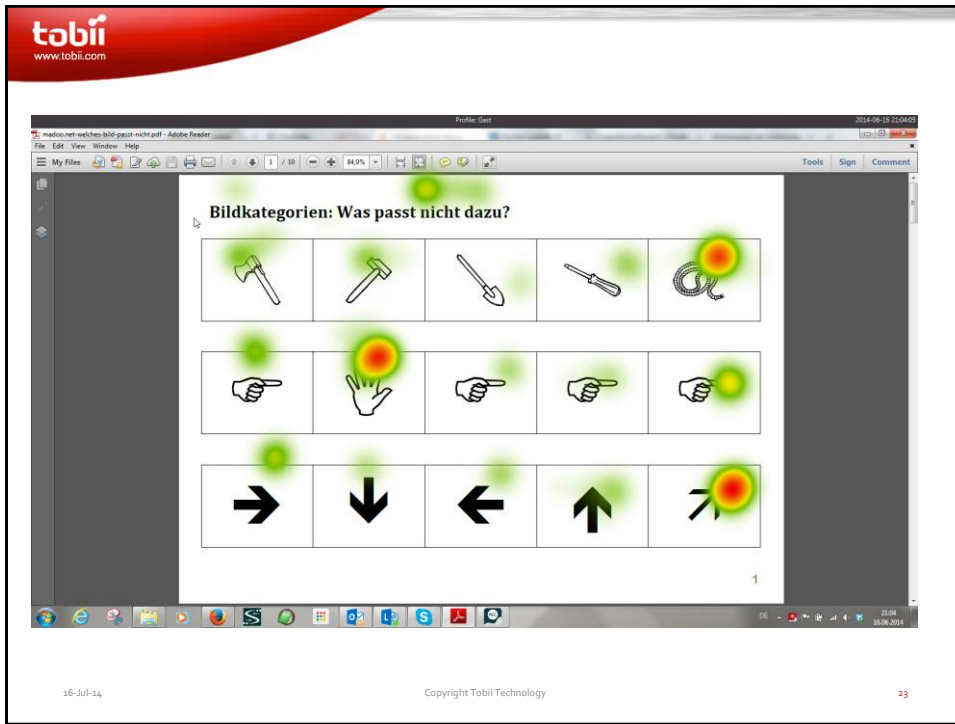 tobii
www.tobii.com
Profile: Gast
2014-06-16 21:04:05
madoo.net-welches-bild-passt-nicht.pdf - Adobe Reader
File Edit View Window Help
My Files 1 / 10 84,9% Tools Sign Comment
Bildkategorien: Was passt nicht dazu?
1
DE
21:04
16.06.2014
16-Jul-14
Copyright Tobii Technology
23